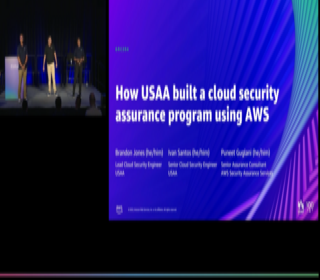 How USAA built a cloud security
assurance program using AWS
Brandon Jones (he/him)
Lead Cloud Security Engineer
USAA
Ivan Santos (he/him)
Senior Cloud Security Engineer
USAA
Puneet Gugliani (he/him)
Senior Assurance Consultant
AWS Security Assurance Services